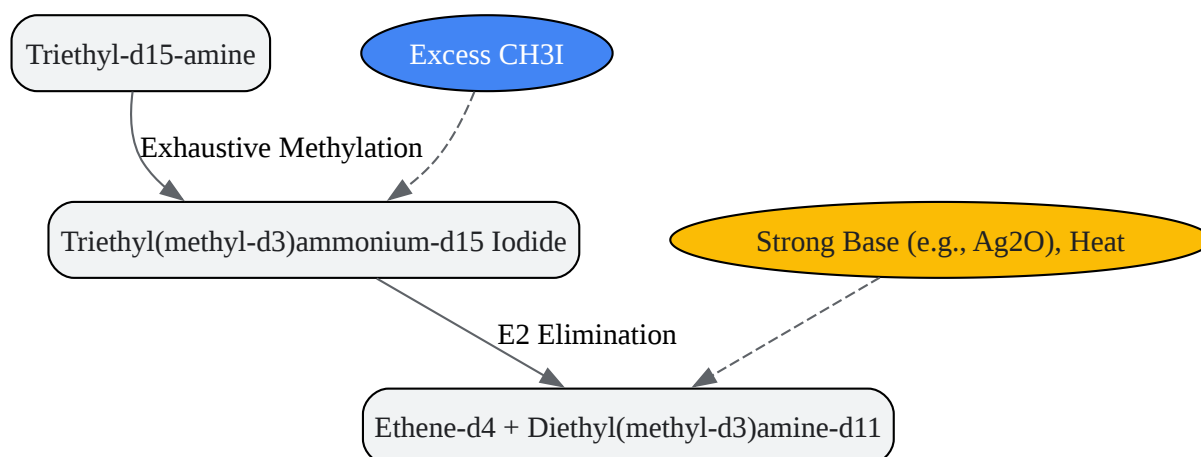 Triethyl-d15-amine
Excess CH3I
Exhaustive Methylation
Triethyl(methyl-d3)ammonium-d15 Iodide
Strong Base (e.g., Ag2O), Heat
E2 Elimination
Ethene-d4 + Diethyl(methyl-d3)amine-d11